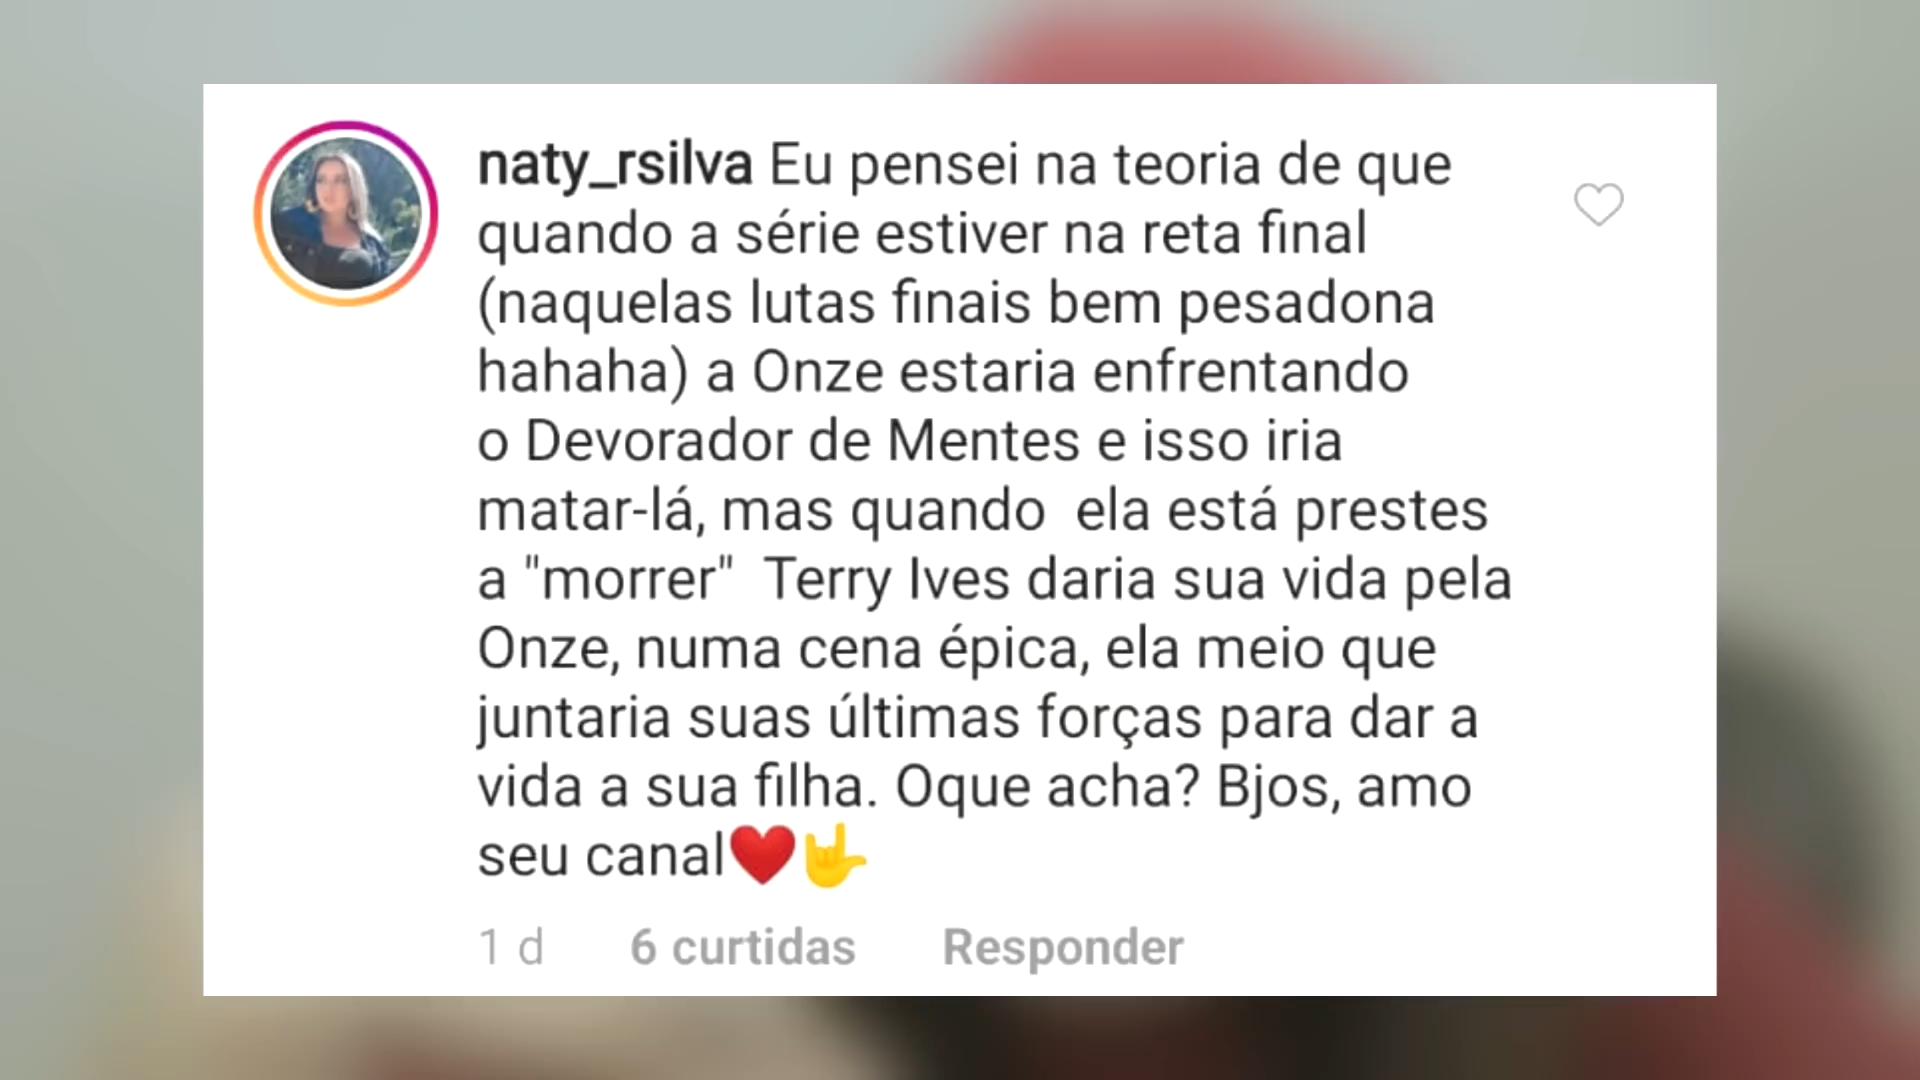 naty_rsilva Eu pensei na teoria de que
quando a série estiver na reta final
(naquelas lutas finais bem pesadona
hahaha) a Onze estaria enfrentando
o Devorador de Mentes e isso iria
matar-lá, mas quando  ela está prestes
a "morrer"  Terry Ives daria sua vida pela
Onze, numa cena épica, ela meio que
juntaria suas últimas forças para dar a
vida a sua filha. Oque acha? Bjos, amo
seu canal❤️🤟
1 d 6 curtidas Responder